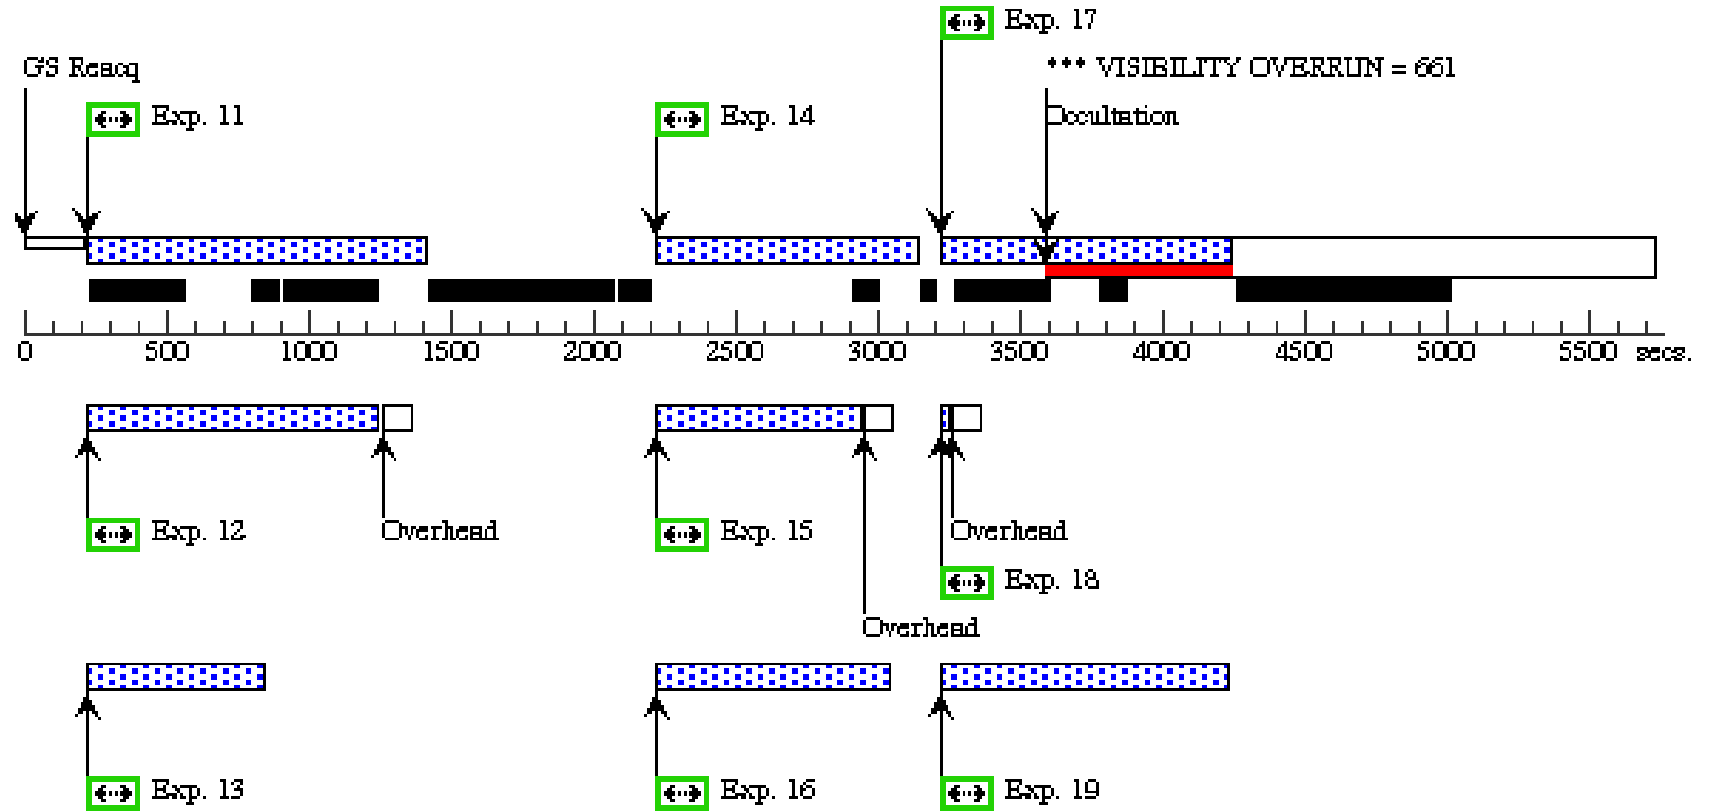 Exp. 17
GS Reacq
*** VISIBILITY OVERRUN = 661
Exp. 11
Exp. 14
Occultation
0 500 1000 1500 2000 2500 3000 3500 4000 4500 5000 5500 secs.
Exp. 12
Overhead
Exp. 15
Overhead
Exp. 18
Overhead
Exp. 13
Exp. 16
Exp. 19